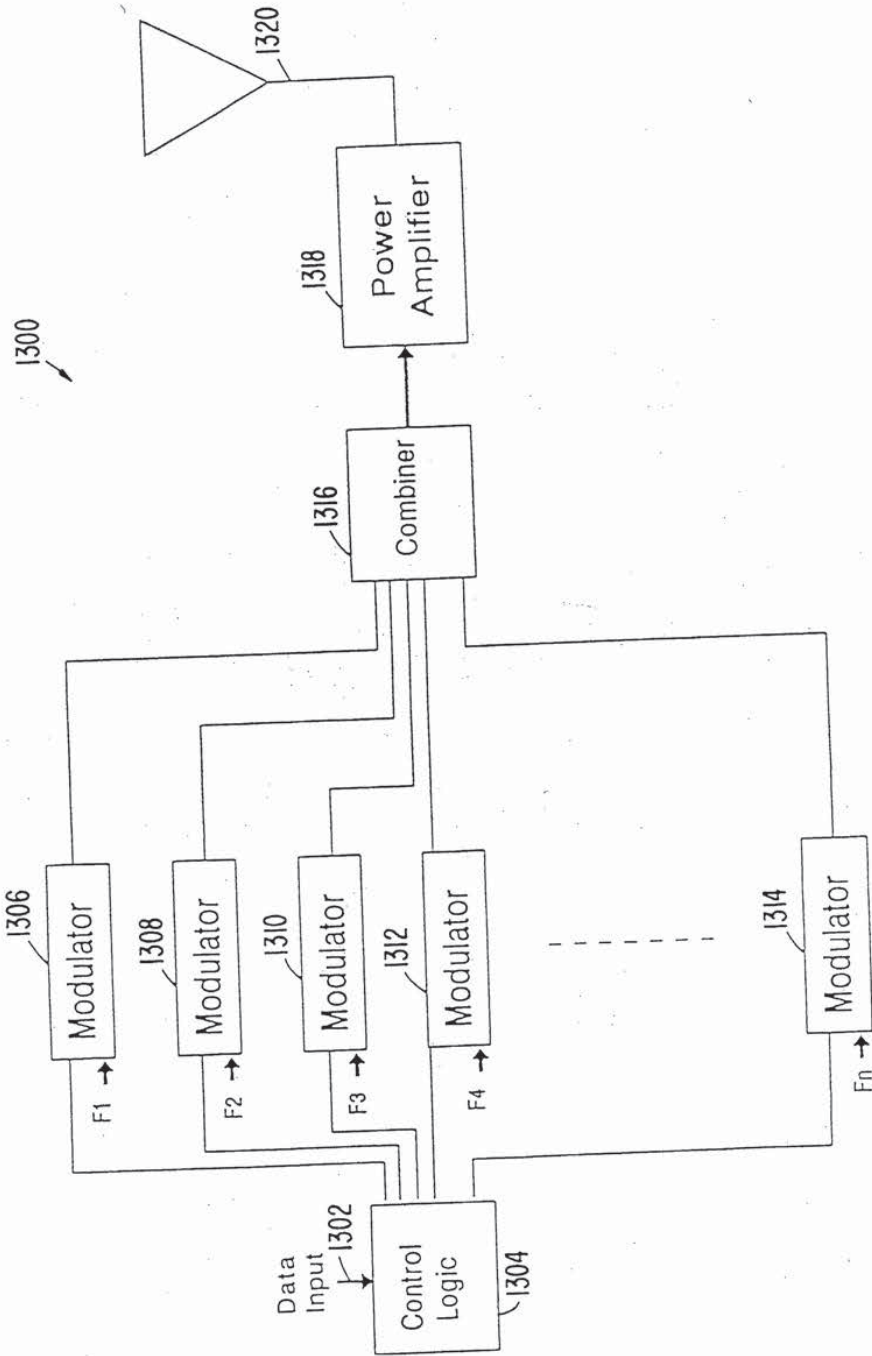 1300
Data
Input
1302
Control
Logic
1304
1306
Modulator
F1
1308
Modulator
F2
1310
Modulator
F3
1312
Modulator
F4
1314
Modulator
Fn
1316
Combiner
1318
Power
Amplifier
1320